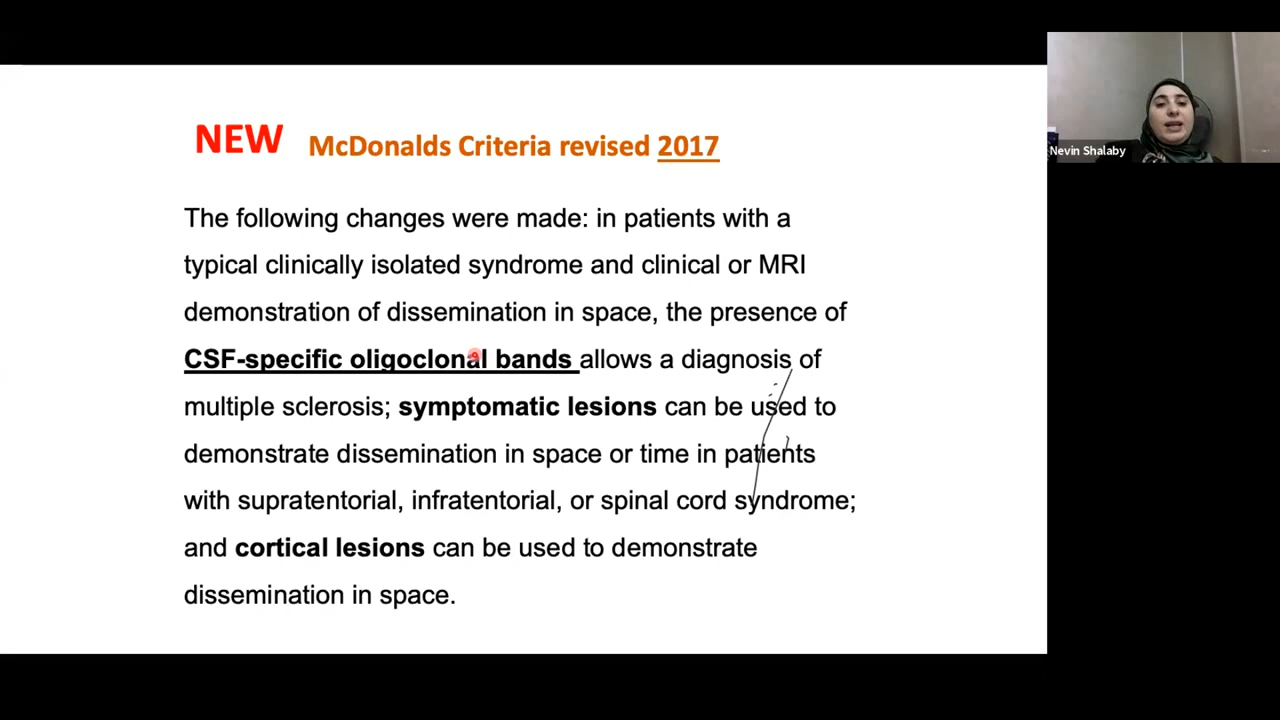 NEW McDonalds Criteria revised 2017
The following changes were made: in patients with a
typical clinically isolated syndrome and clinical or MRI
demonstration of dissemination in space, the presence of
CSF-specific oligoclonal bands allows a diagnosis of
multiple sclerosis; symptomatic lesions can be used to
demonstrate dissemination in space or time in patients
with supratentorial, infratentorial, or spinal cord syndrome;
and cortical lesions can be used to demonstrate
dissemination in space.
Nevin Shalaby